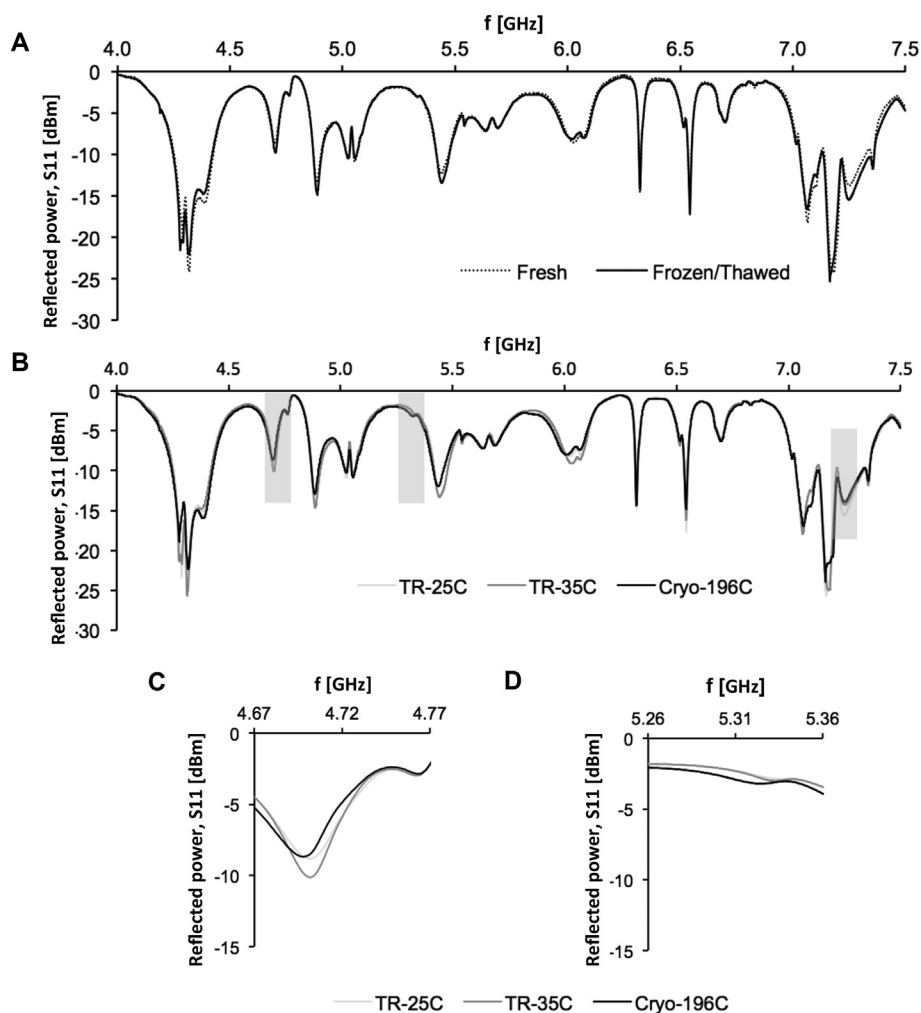 A
f [GHz]
4.0 4.5 5.0 5.5 6.0 6.5 7.0 7.5
Reflected power, S11 [dBm]
0
-5
-10
-15
-20
-25
-30
Fresh Frozen/Thawed
B
f [GHz]
4.0 4.5 5.0 5.5 6.0 6.5 7.0 7.5
Reflected power, S11 [dBm]
0
-5
-10
-15
-20
-25
-30
TR-25C TR-35C Cryo-196C
C
f [GHz]
4.67 4.72 4.77
Reflected power, S11 [dBm]
0
-5
-10
-15
D
f [GHz]
5.26 5.31 5.36
Reflected power, S11 [dBm]
0
-5
-10
-15
TR-25C TR-35C Cryo-196C